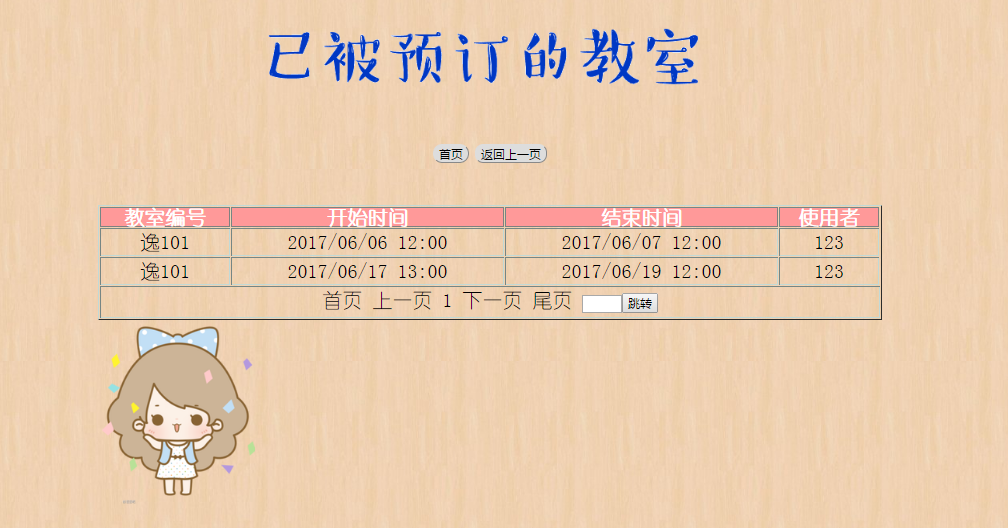 已被预订的教室
首页 返回上一页
教室编号 开始时间 结束时间 使用者
逸101 2017/06/06 12:00 2017/06/07 12:00 123
逸101 2017/06/17 13:00 2017/06/19 12:00 123
首页 上一页 1 下一页 尾页 跳转